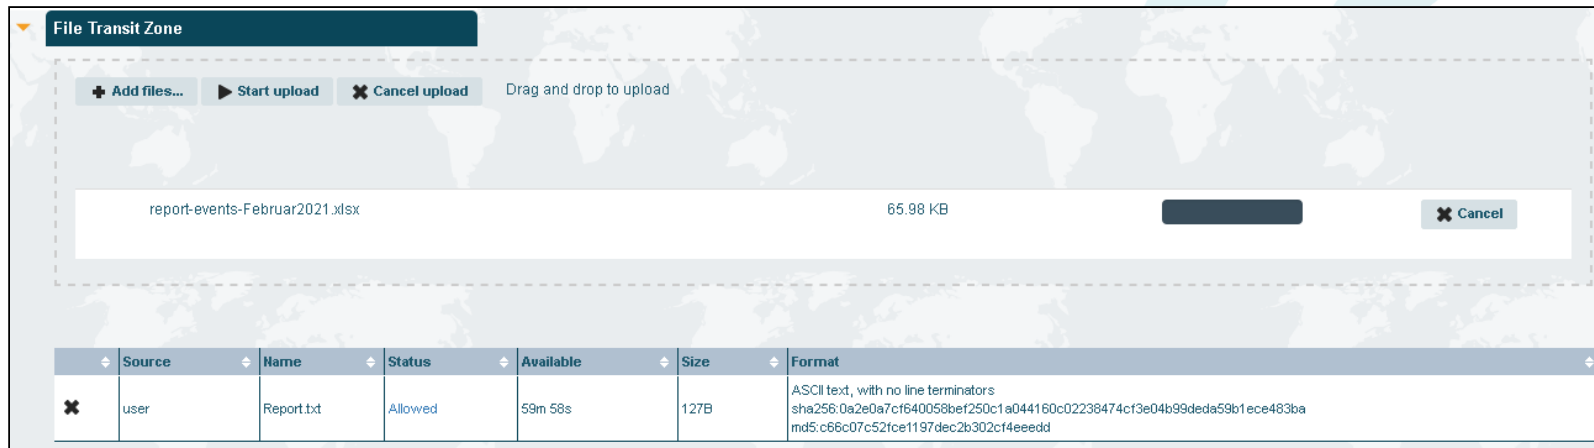 File Transit Zone
Add files... Start upload Cancel upload Drag and drop to upload
report-events-Februar2021.xlsx 65.98 KB Cancel
Source Name Status Available Size Format
ASCII text, with no line terminators
user Report.txt Allowed 59m 58s 127B sha256:0a2e0a7cf640058bef250c1a044160c02238474cf3e04b99deda59b1ece483ba
md5:c66c07c52fce1197dec2b302cf4eeedd